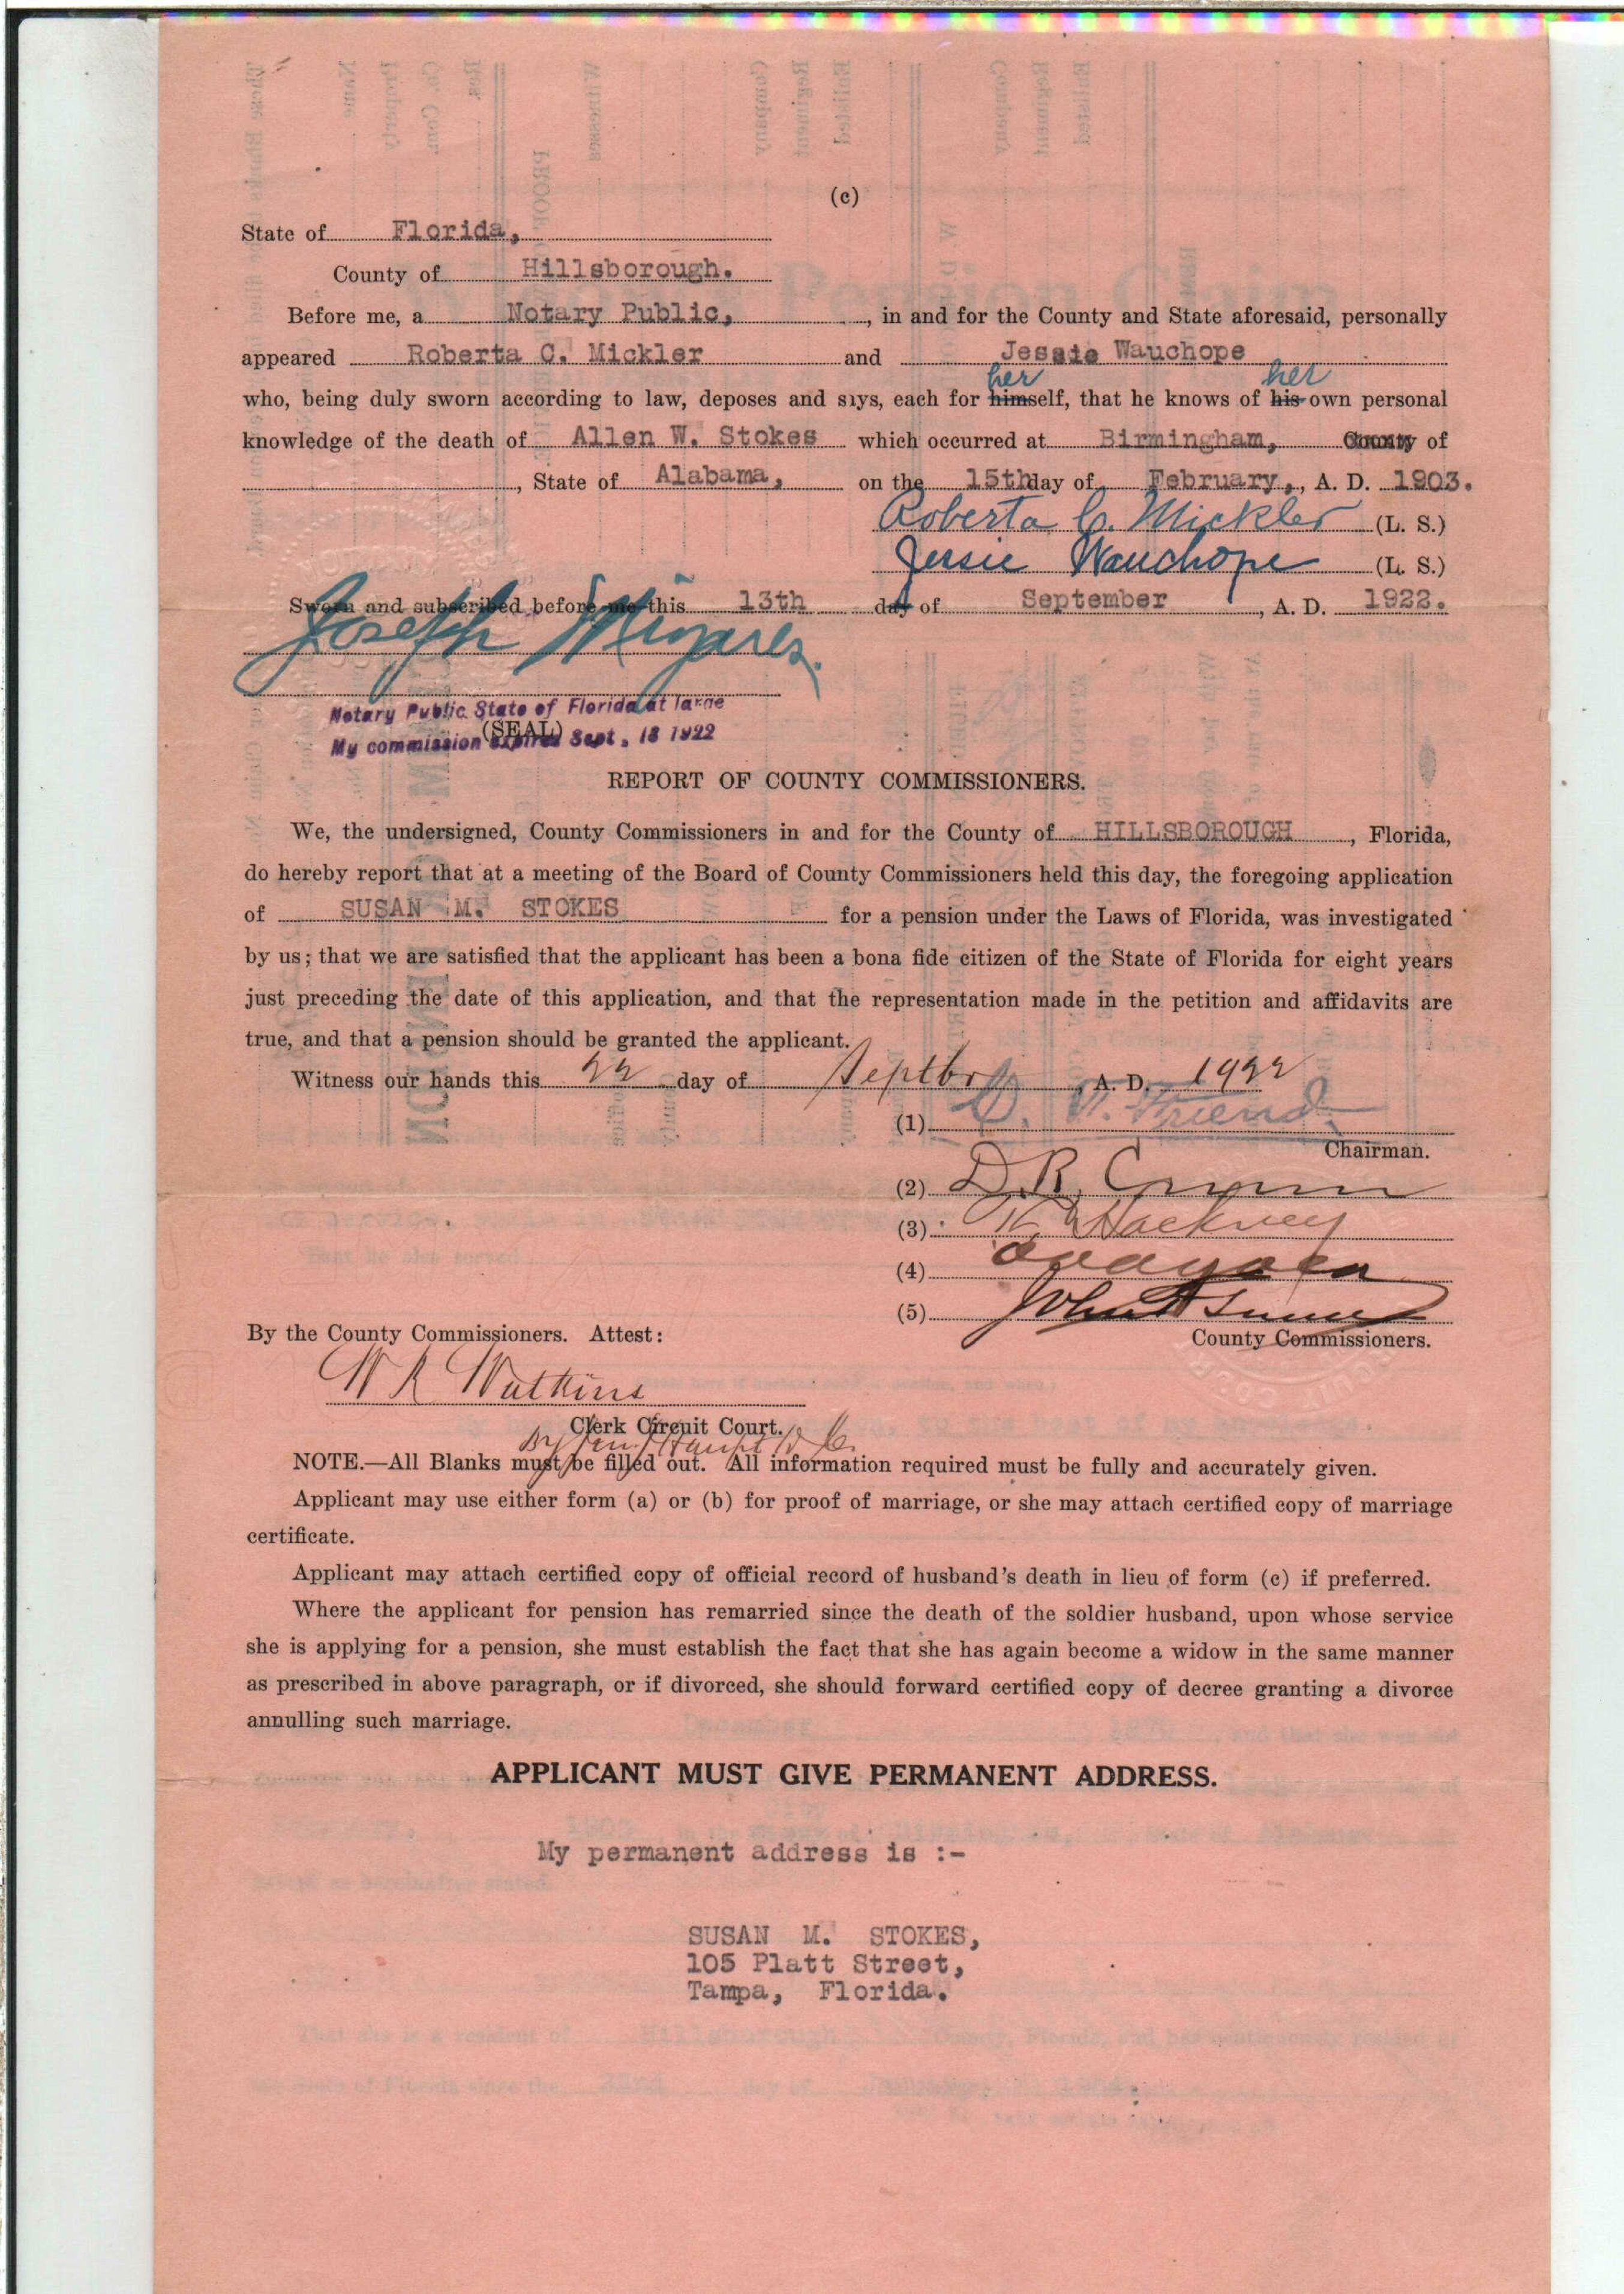 (c)
State of Florida,
County of Hillsborough.
Before me, a Notary Public, , in and for the County and State aforesaid, personally
appeared Roberta C. Mickler and Jessie Wauchope
her her
who, being duly sworn according to law, deposes and says, each for himself, that he knows of his own personal
knowledge of the death of Allen W. Stokes which occurred at Birmingham, County of
, State of Alabama, on the 15th day of February, , A. D. 1903.
Roberta C. Mickler (L. S.)
Jessie Wauchope (L. S.)
Sworn and subscribed before me this 13th day of September , A. D. 1922.
Joseph Mijares.
Notary Public State of Florida at large
(SEAL)
My commission expires Sept. 18 1922
REPORT OF COUNTY COMMISSIONERS.
We, the undersigned, County Commissioners in and for the County of HILLSBOROUGH , Florida,
do hereby report that at a meeting of the Board of County Commissioners held this day, the foregoing application
of SUSAN M. STOKES for a pension under the Laws of Florida, was investigated
by us; that we are satisfied that the applicant has been a bona fide citizen of the State of Florida for eight years
just preceding the date of this application, and that the representation made in the petition and affidavits are
true, and that a pension should be granted the applicant.
Witness our hands this 22 day of Septbr , A. D. 1922
(1) Friend
Chairman.
(2) D. R.
(3) Hackney
(4)
(5) John
County Commissioners.
By the County Commissioners. Attest:
W R Watkins
Clerk Circuit Court.
By D. C.
NOTE.—All Blanks must be filled out. All information required must be fully and accurately given.
Applicant may use either form (a) or (b) for proof of marriage, or she may attach certified copy of marriage
certificate.
Applicant may attach certified copy of official record of husband's death in lieu of form (c) if preferred.
Where the applicant for pension has remarried since the death of the soldier husband, upon whose service
she is applying for a pension, she must establish the fact that she has again become a widow in the same manner
as prescribed in above paragraph, or if divorced, she should forward certified copy of decree granting a divorce
annulling such marriage.
APPLICANT MUST GIVE PERMANENT ADDRESS.
My permanent address is :-
SUSAN M. STOKES,
105 Platt Street,
Tampa, Florida.